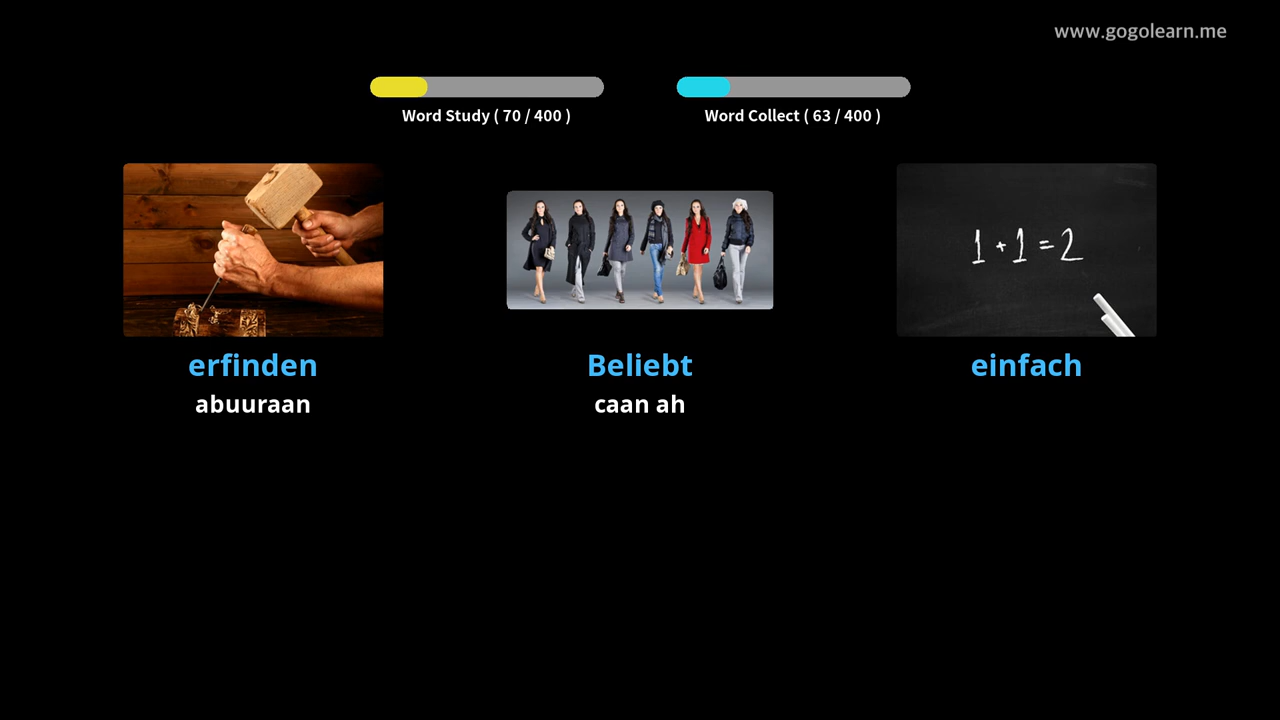 www.gogolearn.me
Word Study ( 70 / 400 )
Word Collect ( 63 / 400 )
1 + 1 = 2
erfinden
Beliebt
einfach
abuuraan
caan ah